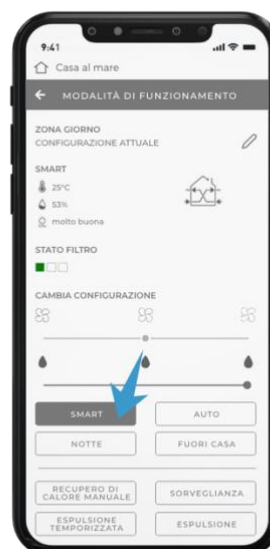 9:41
Casa al mare
MODALITÀ DI FUNZIONAMENTO
ZONA GIORNO
CONFIGURAZIONE ATTUALE
SMART
25°C
53%
molto buona
STATO FILTRO
CAMBIA CONFIGURAZIONE
SMART
AUTO
NOTTE
FUORI CASA
RECUPERO DI
CALORE MANUALE
SORVEGLIANZA
ESPULSIONE
TEMPORIZZATA
ESPULSIONE